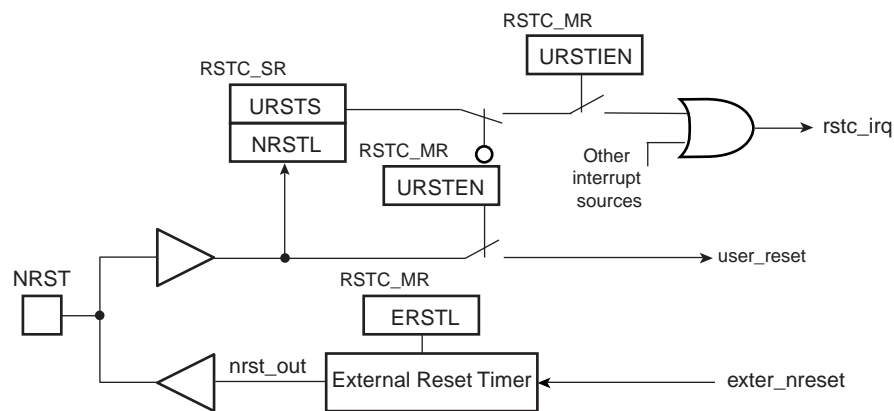 RSTC_MR
URSTIEN
RSTC_SR
URSTS
NRSTL
rstc_irq
RSTC_MR
Other
interrupt
sources
URSTEN
user_reset
NRST
RSTC_MR
ERSTL
nrst_out
External Reset Timer
exter_nreset